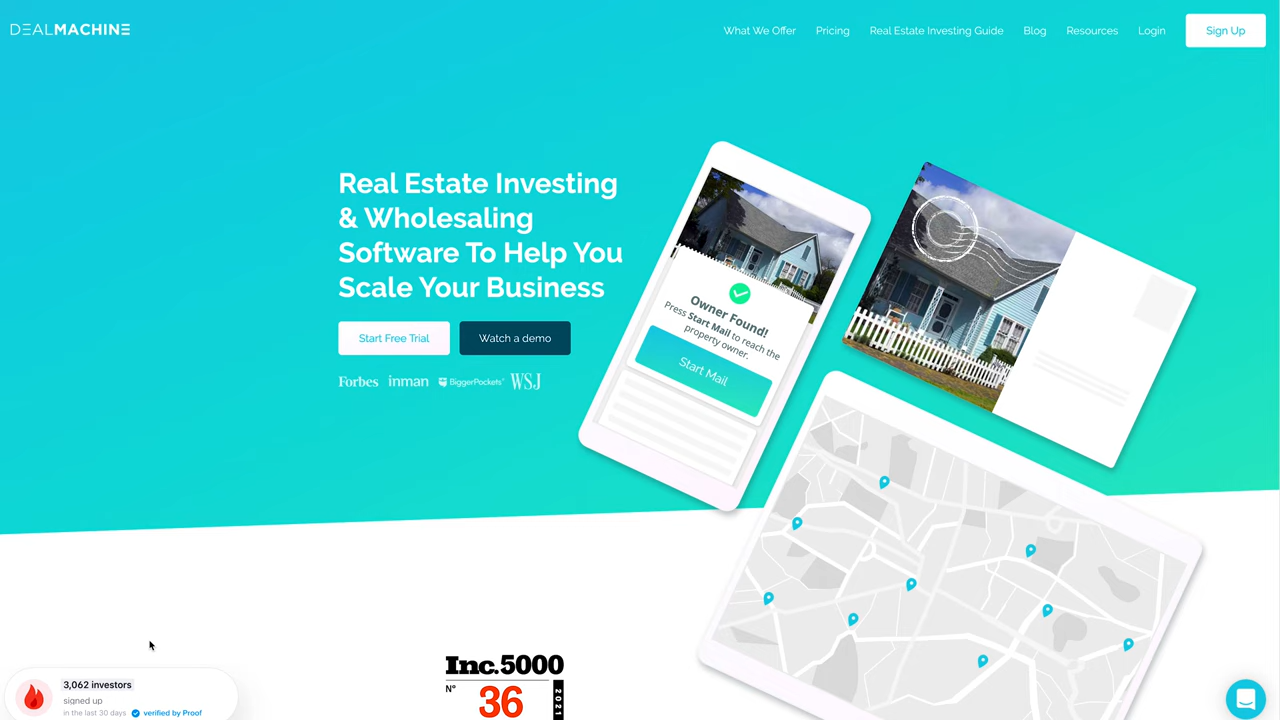 DEALMACHINE
What We Offer
Pricing
Real Estate Investing Guide
Blog
Resources
Login
Sign Up
Real Estate Investing
& Wholesaling
Software To Help You
Scale Your Business
Start Free Trial
Watch a demo
Forbes
inman
BiggerPockets
WSJ
Owner Found!
Press Start Mail to reach the
property owner.
Start Mail
3,062 investors
signed up
in the last 30 days
verified by Proof
Inc.5000
Nº
36
2021